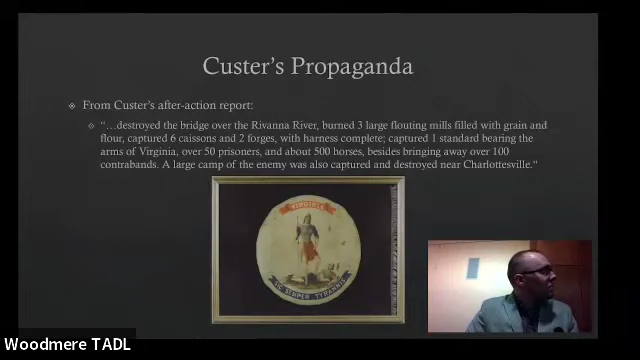 Custer's Propaganda
From Custer's after-action report:
"…destroyed the bridge over the Rivanna River, burned 3 large flouting mills filled with grain and
flour, captured 6 caissons and 2 forges, with harness complete; captured 1 standard bearing the
arms of Virginia, over 50 prisoners, and about 500 horses, besides bringing away over 100
contrabands. A large camp of the enemy was also captured and destroyed near Charlottesville."
VIRGINIA
SIC SEMPER TYRANNIS
Woodmere TADL